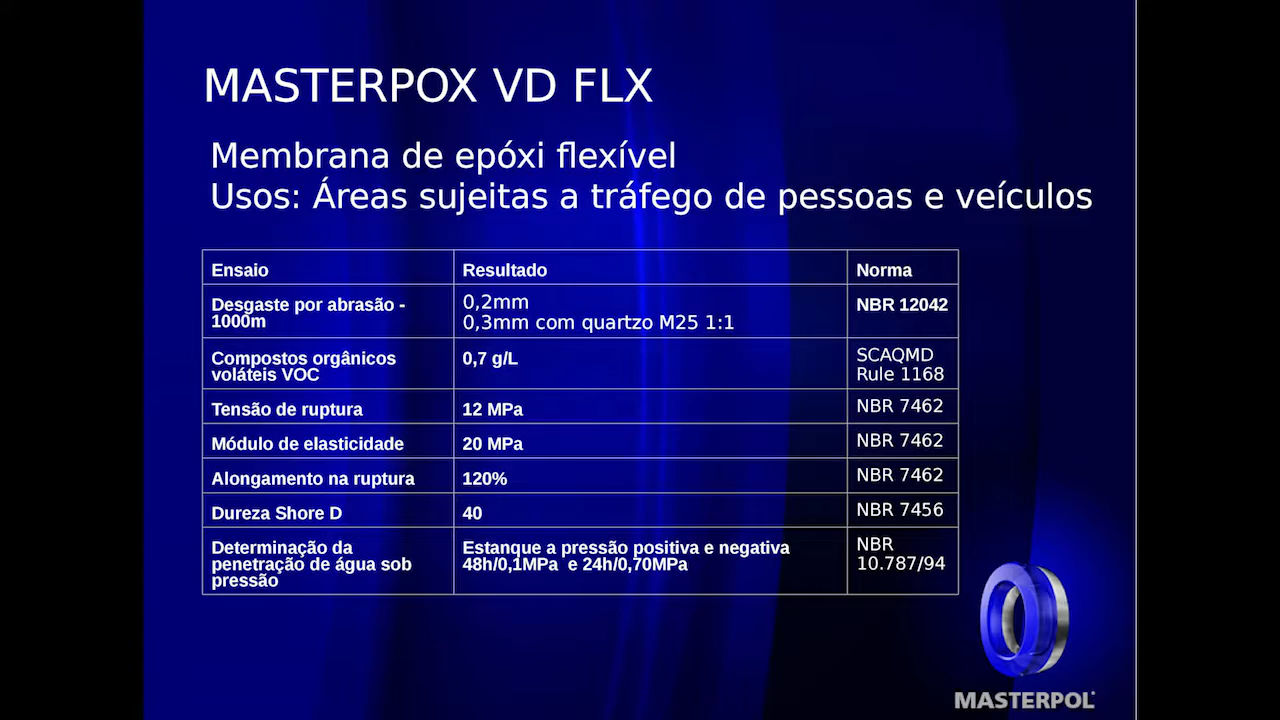 MASTERPOX VD FLX
Membrana de epóxi flexível
Usos: Áreas sujeitas a tráfego de pessoas e veículos
Ensaio Resultado Norma
Desgaste por abrasão -
1000m
0,2mm
0,3mm com quartzo M25 1:1
NBR 12042
Compostos orgânicos
voláteis VOC
0,7 g/L
SCAQMD
Rule 1168
Tensão de ruptura 12 MPa NBR 7462
Módulo de elasticidade 20 MPa NBR 7462
Alongamento na ruptura 120% NBR 7462
Dureza Shore D 40 NBR 7456
Determinação da
penetração de água sob
pressão
Estanque a pressão positiva e negativa
48h/0,1MPa  e 24h/0,70MPa
NBR
10.787/94
MASTERPOL